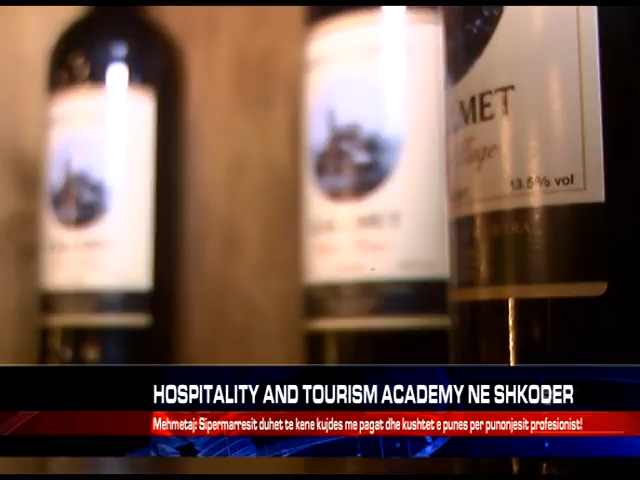 MET
13.5% vol
HOSPITALITY AND TOURISM ACADEMY NE SHKODER
Mehmetaj: Sipermarresit duhet te kene kujdes me pagat dhe kushtet e punes per punonjesit profesionist!